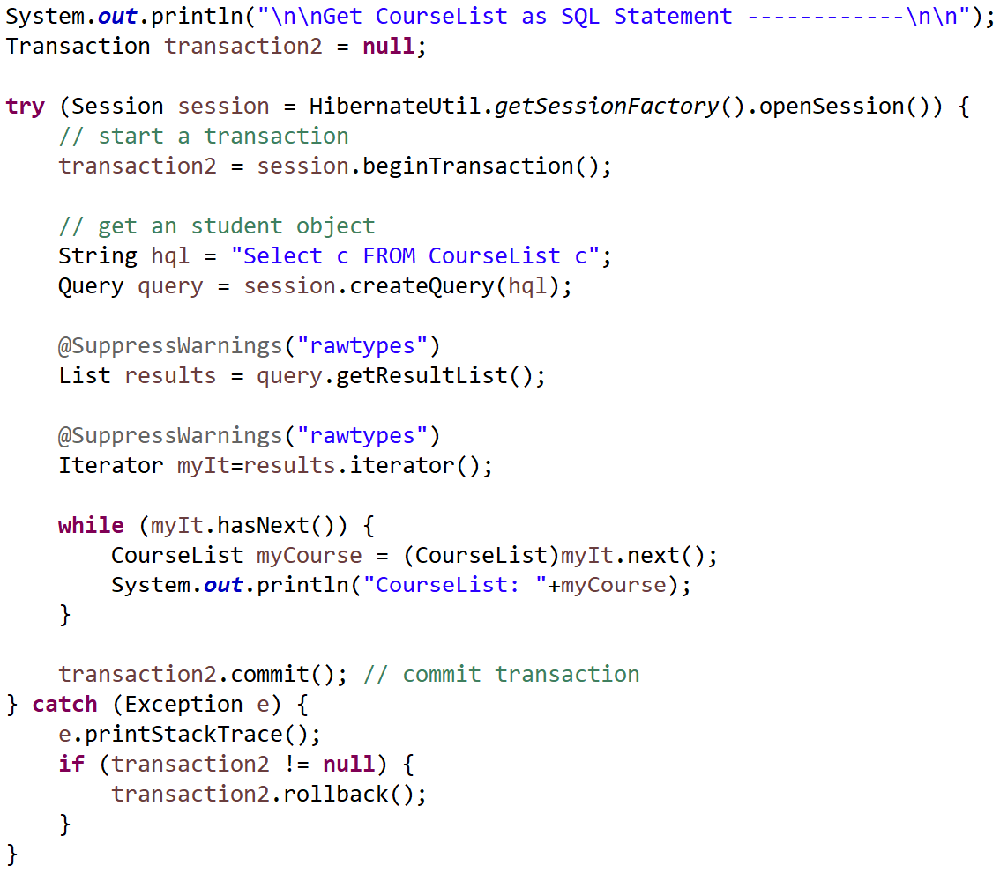 System.out.println("\n\nGet CourseList as SQL Statement ------------\n\n");
Transaction transaction2 = null;

try (Session session = HibernateUtil.getSessionFactory().openSession()) {
    // start a transaction
    transaction2 = session.beginTransaction();

    // get an student object
    String hql = "Select c FROM CourseList c";
    Query query = session.createQuery(hql);

    @SuppressWarnings("rawtypes")
    List results = query.getResultList();

    @SuppressWarnings("rawtypes")
    Iterator myIt=results.iterator();

    while (myIt.hasNext()) {
        CourseList myCourse = (CourseList)myIt.next();
        System.out.println("CourseList: "+myCourse);
    }

    transaction2.commit(); // commit transaction
} catch (Exception e) {
    e.printStackTrace();
    if (transaction2 != null) {
        transaction2.rollback();
    }
}